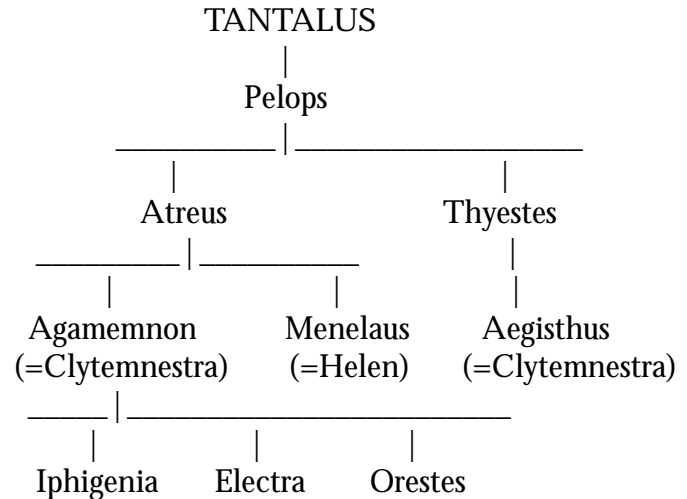 TANTALUS
Pelops
Atreus Thyestes
Agamemnon Menelaus Aegisthus
(=Clytemnestra) (=Helen) (=Clytemnestra)
Iphigenia Electra Orestes